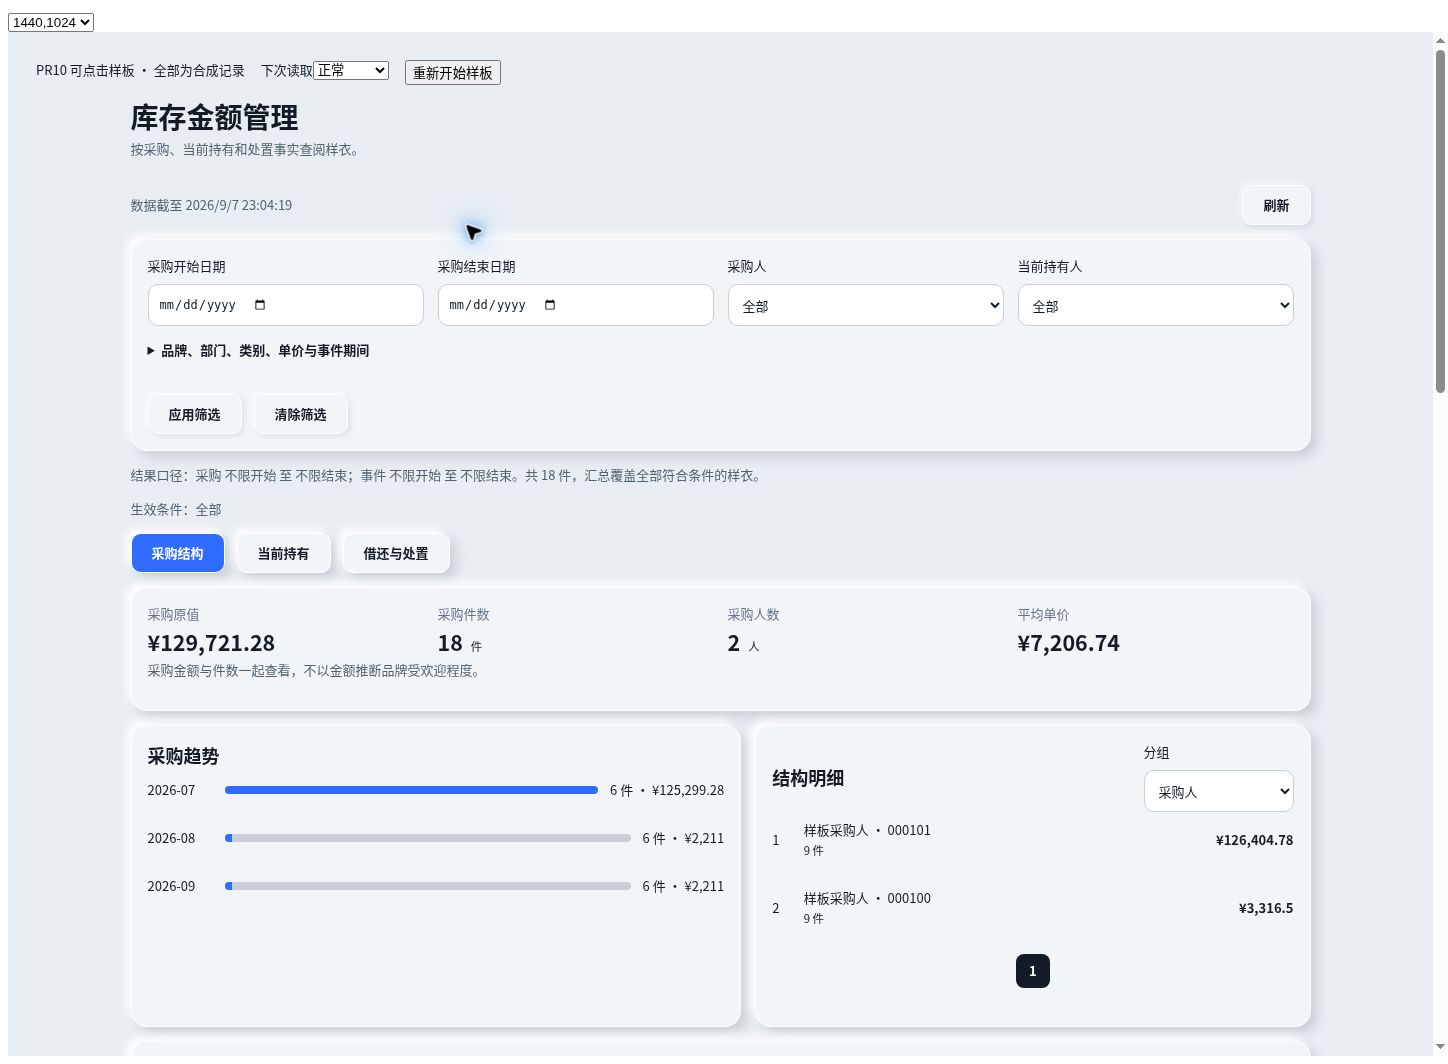 1440,1024
PR10 可点击样板 · 全部为合成记录 下次读取 正常 重新开始样板
库存金额管理
按采购、当前持有和处置事实查阅样衣。
数据截至 2026/9/7 23:04:19
刷新
采购开始日期 采购结束日期 采购人 当前持有人
mm/dd/yyyy mm/dd/yyyy 全部 全部
品牌、部门、类别、单价与事件期间
应用筛选 清除筛选
结果口径：采购 不限开始 至 不限结束；事件 不限开始 至 不限结束。共 18 件，汇总覆盖全部符合条件的样衣。
生效条件：全部
采购结构 当前持有 借还与处置
采购原值 采购件数 采购人数 平均单价
¥129,721.28 18 件 2 人 ¥7,206.74
采购金额与件数一起查看，不以金额推断品牌受欢迎程度。
采购趋势
2026-07 6 件 · ¥125,299.28
2026-08 6 件 · ¥2,211
2026-09 6 件 · ¥2,211
结构明细
分组
采购人
1 样板采购人 · 000101
9 件
¥126,404.78
2 样板采购人 · 000100
9 件
¥3,316.5
1